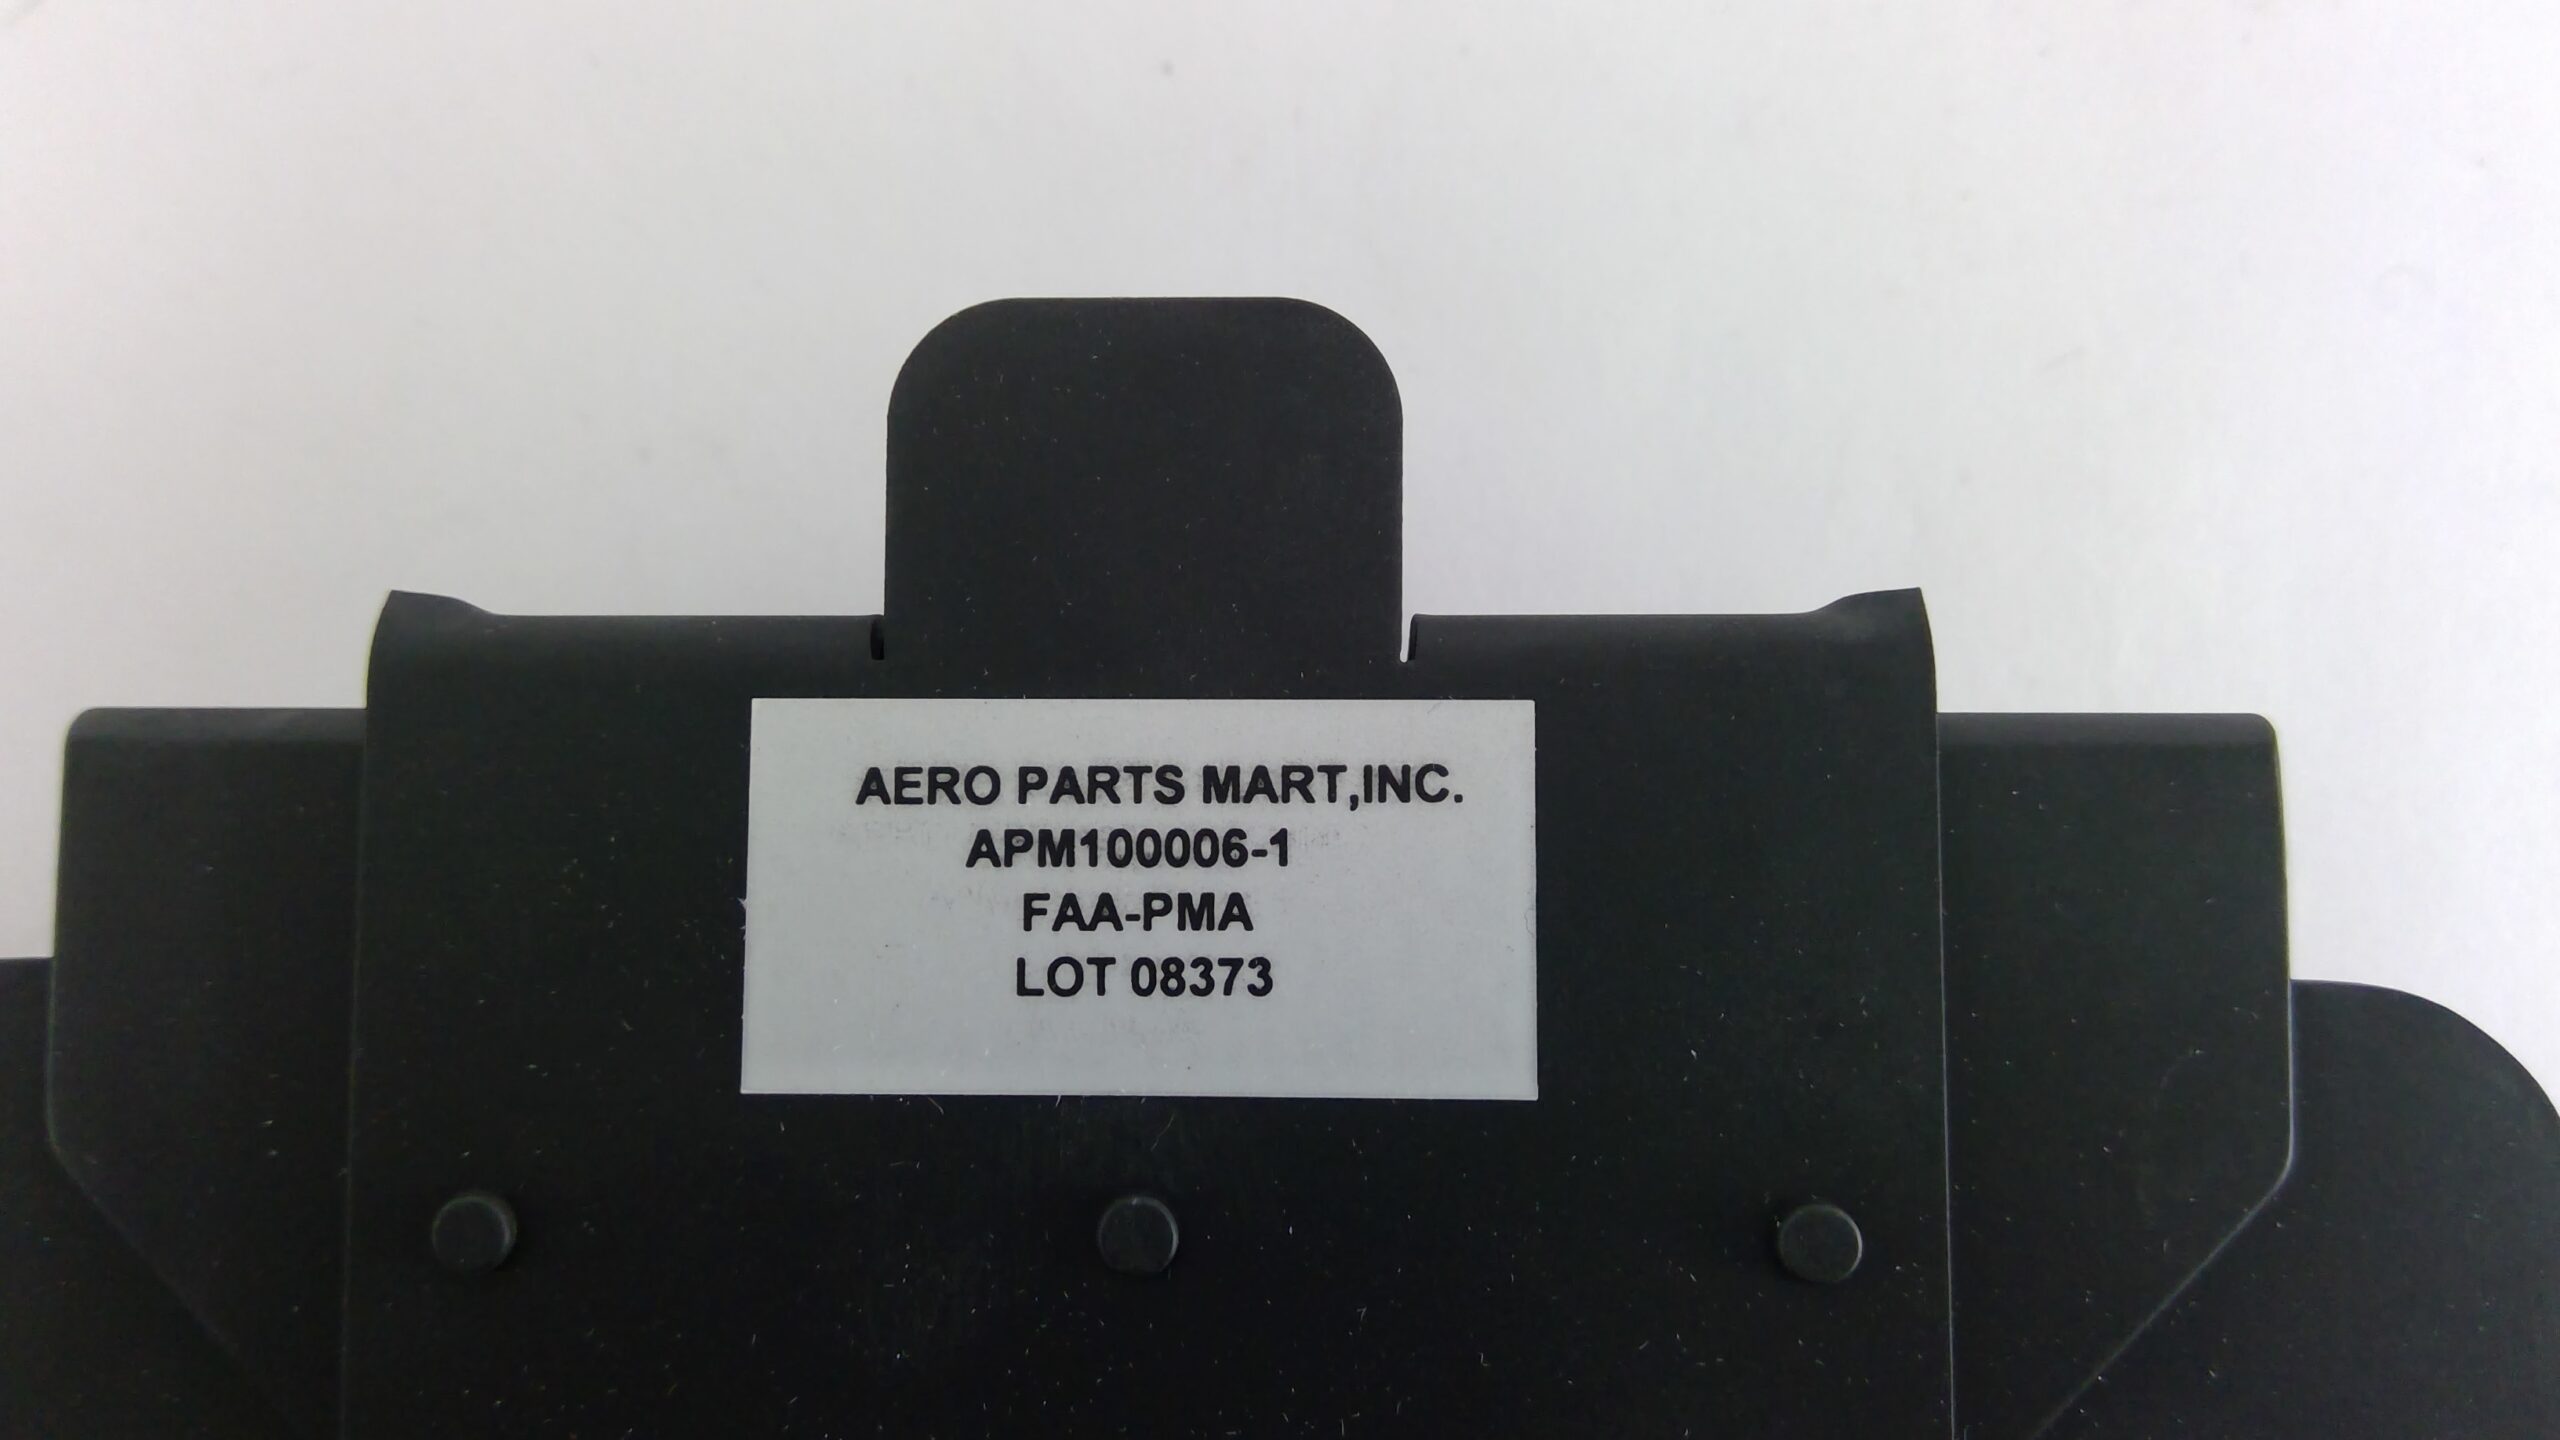 AERO PARTS MART,INC.
APM100006-1
FAA-PMA
LOT 08373